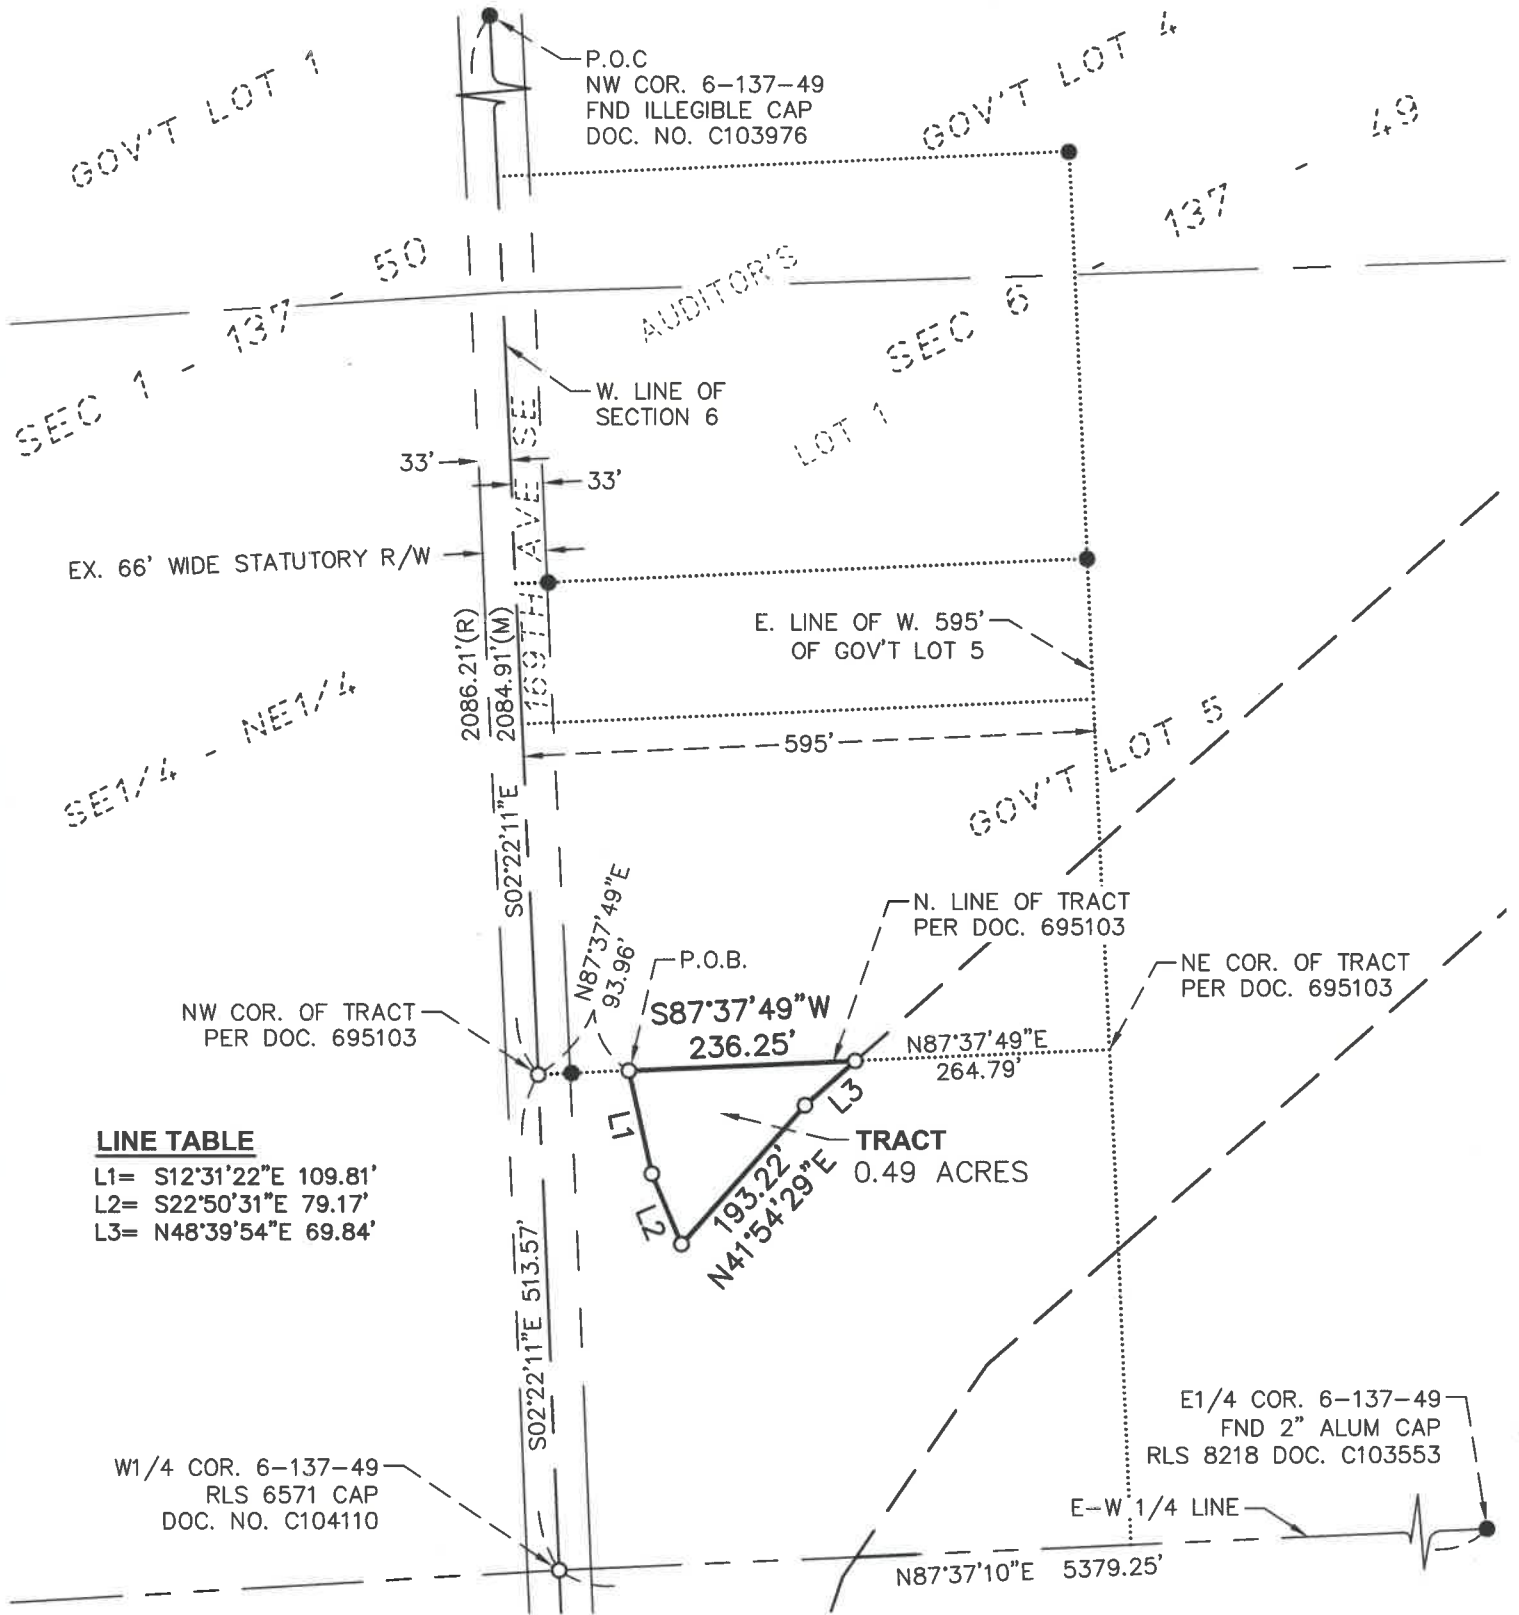 P.O.C
NW COR. 6-137-49
FND ILLEGIBLE CAP
DOC. NO. C103976
GOV'T LOT 1
GOV'T LOT 4
SEC 1 - 137 - 50
SEC 6 - 137 - 49
AUDITOR'S
LOT 1
W. LINE OF
SECTION 6
33'
33'
EX. 66' WIDE STATUTORY R/W
169TH AVE SE
2086.21'(R)
2084.91'(M)
E. LINE OF W. 595'
OF GOV'T LOT 5
595'
SE1/4 - NE1/4
GOV'T LOT 5
S02°22'11"E
N87°37'49"E
93.96'
N. LINE OF TRACT
PER DOC. 695103
P.O.B.
NE COR. OF TRACT
PER DOC. 695103
NW COR. OF TRACT
PER DOC. 695103
S87°37'49"W
236.25'
N87°37'49"E
264.79'
L1
L3
L2
193.22'
N41°54'29"E
TRACT
0.49 ACRES
LINE TABLE
L1= S12°31'22"E 109.81'
L2= S22°50'31"E 79.17'
L3= N48°39'54"E 69.84'
S02°22'11"E 513.57'
W1/4 COR. 6-137-49
RLS 6571 CAP
DOC. NO. C104110
E1/4 COR. 6-137-49
FND 2" ALUM CAP
RLS 8218 DOC. C103553
E-W 1/4 LINE
N87°37'10"E 5379.25'